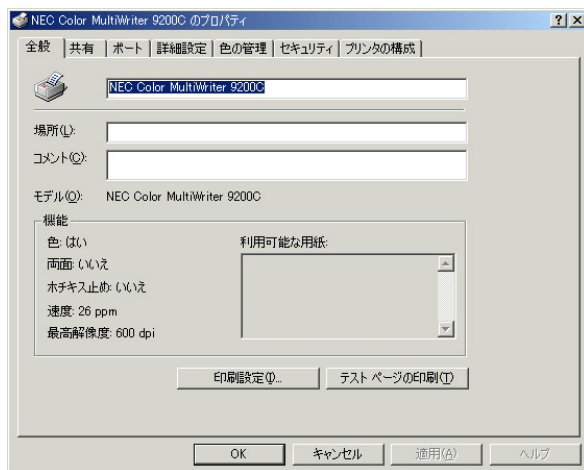 NEC Color MultiWriter 9200C のプロパティ
全般 共有 ポート 詳細設定 色の管理 セキュリティ プリンタの構成
NEC Color MultiWriter 9200C
場所(L):
コメント(C):
モデル(O): NEC Color MultiWriter 9200C
機能
色: はい 利用可能な用紙:
両面: いいえ
ホチキス止め: いいえ
速度: 26 ppm
最高解像度: 600 dpi
印刷設定(I)... テスト ページの印刷(T)
OK キャンセル 適用(A) ヘルプ